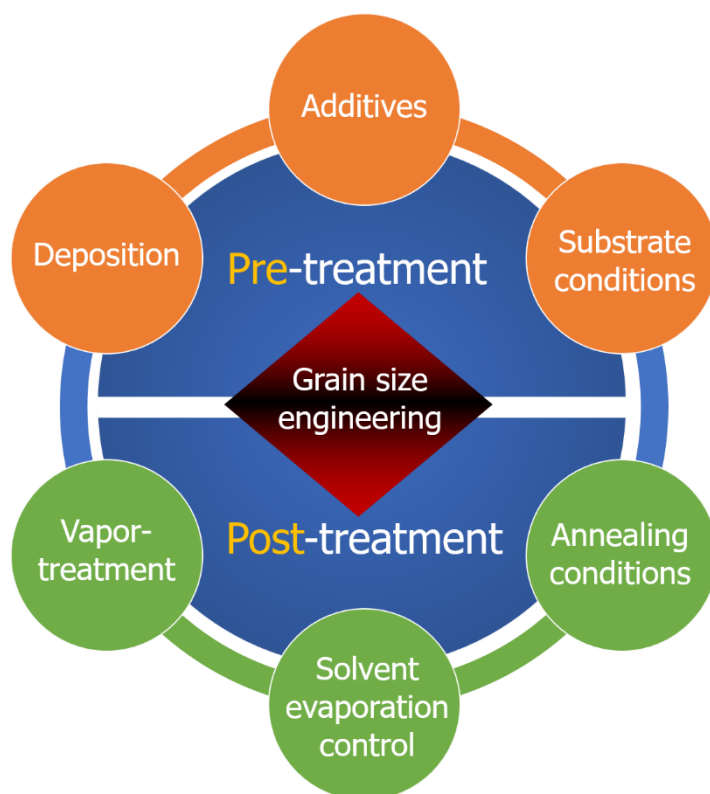 Additives
Deposition
Substrate
conditions
Pre-treatment
Grain size
engineering
Post-treatment
Vapor-
treatment
Annealing
conditions
Solvent
evaporation
control